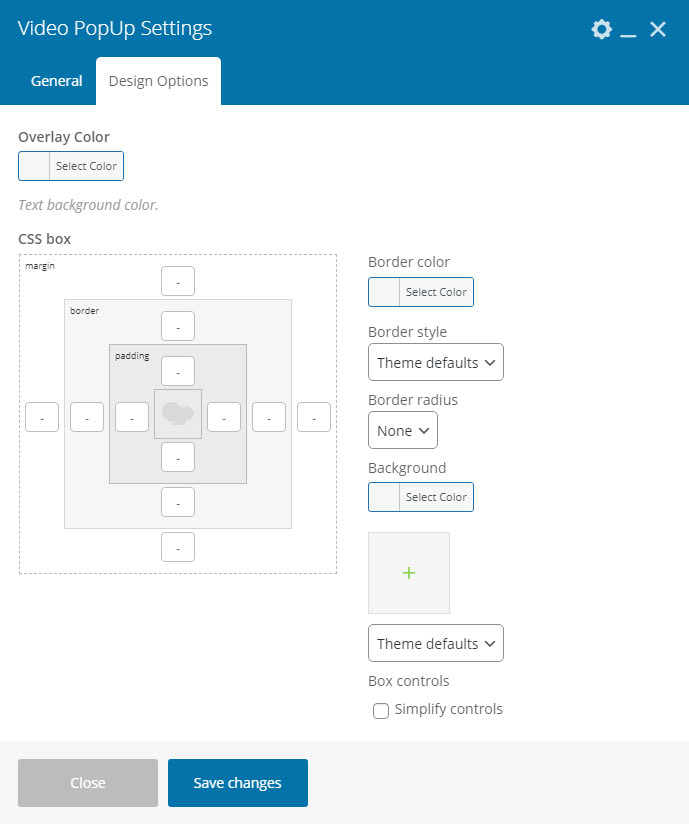 Video PopUp Settings
General
Design Options
Overlay Color
Select Color
Text background color.
CSS box
margin
-
border
-
padding
-
- - - - - -
-
-
-
Border color
Select Color
Border style
Theme defaults
Border radius
None
Background
Select Color
+
Theme defaults
Box controls
Simplify controls
Close
Save changes